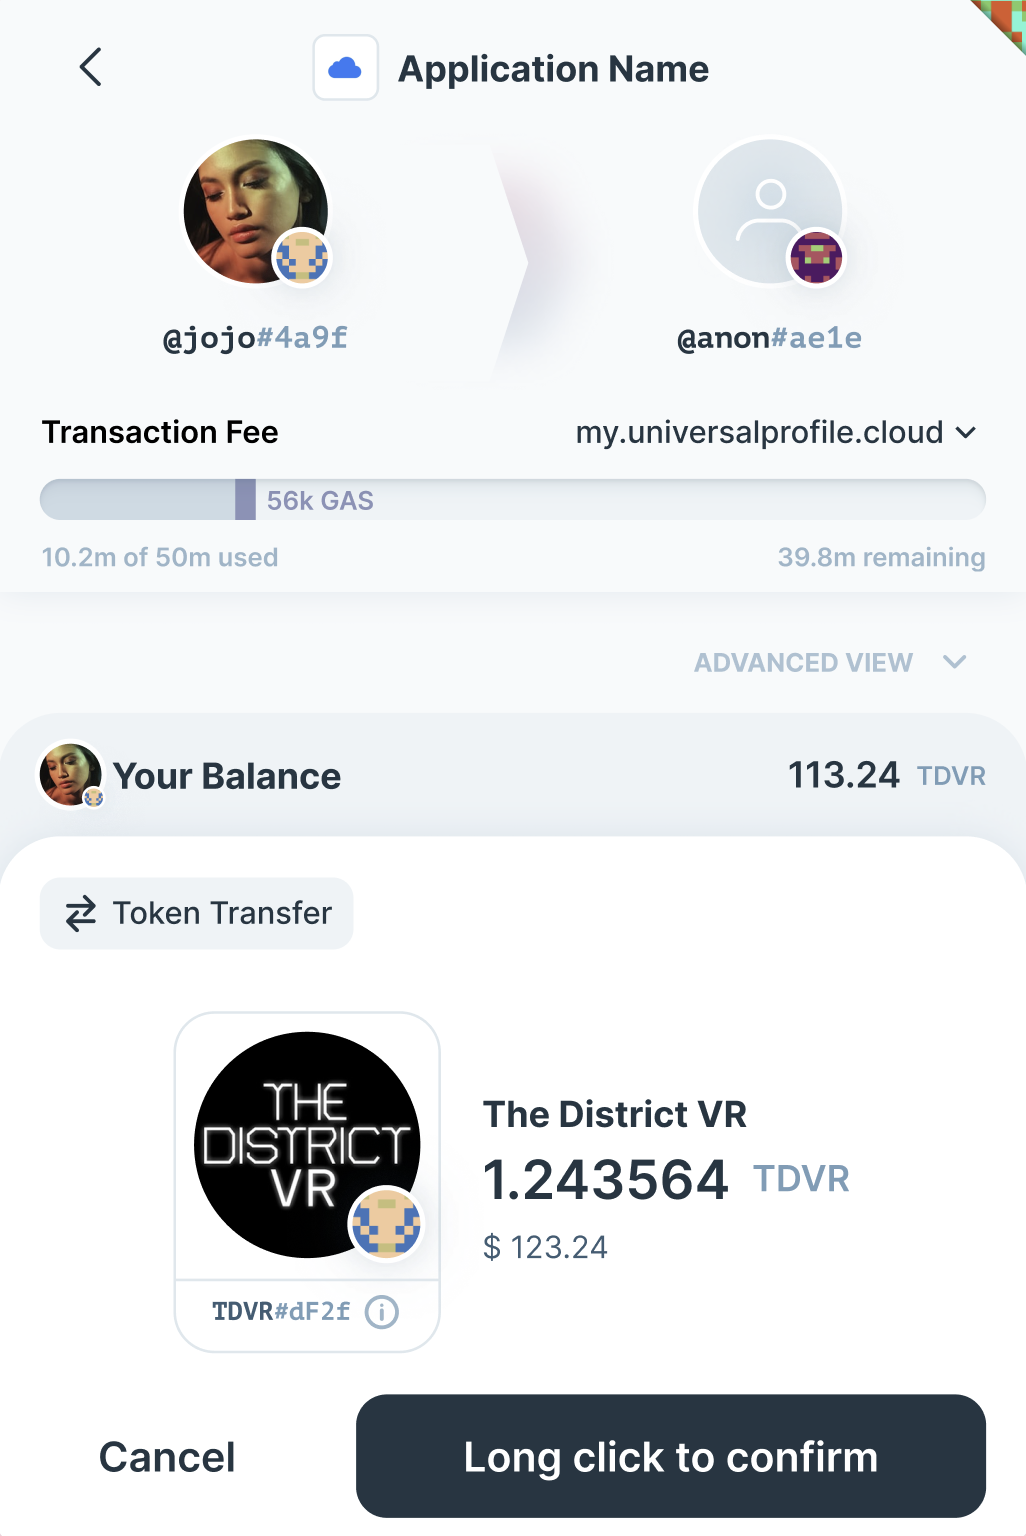 Application Name
@jojo#4a9f
@anon#ae1e
Transaction Fee
my.universalprofile.cloud
56k GAS
10.2m of 50m used
39.8m remaining
ADVANCED VIEW
Your Balance
113.24 TDVR
Token Transfer
THE
DISTRICT
VR
The District VR
1.243564 TDVR
$ 123.24
TDVR#dF2f
Cancel
Long click to confirm